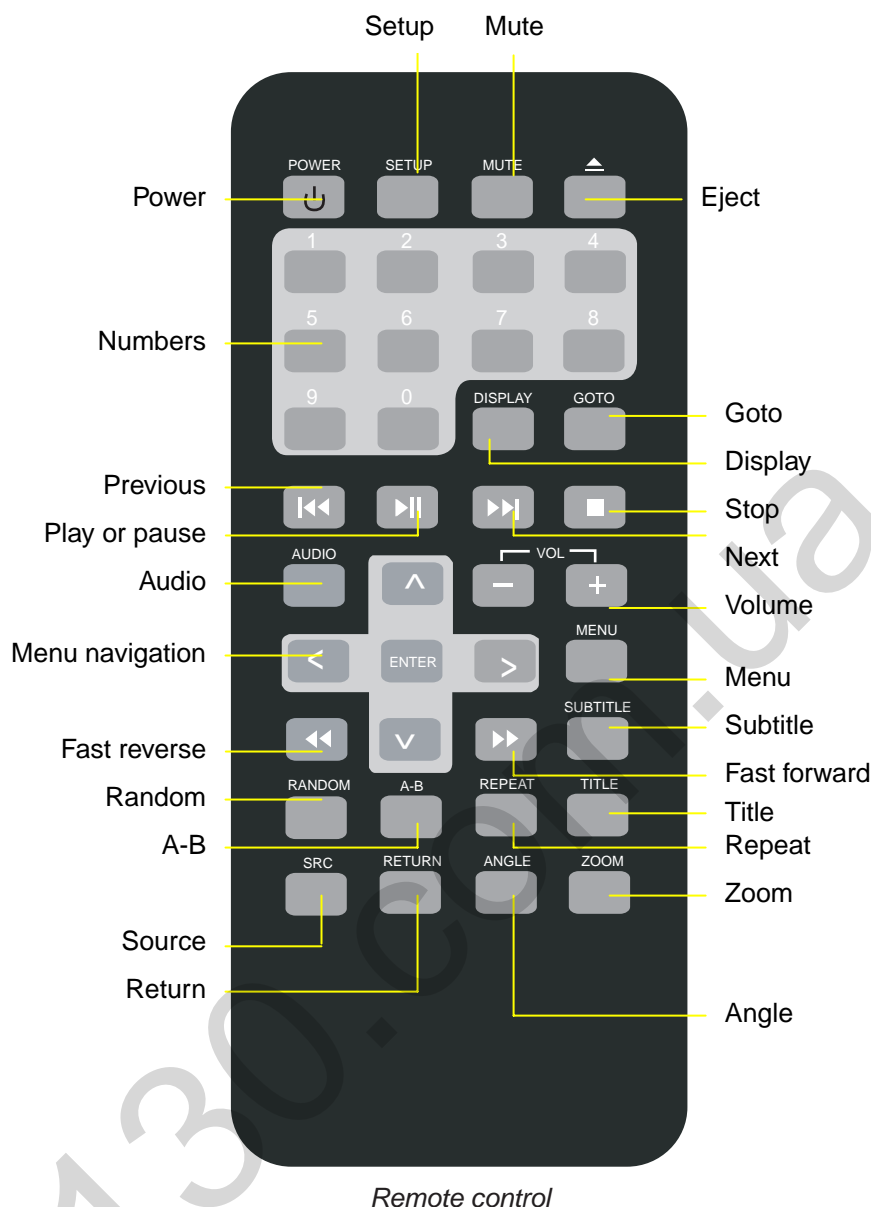 Setup Mute
POWER SETUP MUTE
Power Eject
1 2 3 4
5 6 7 8
Numbers
9 0 DISPLAY GOTO
Goto
Display
Previous
Stop
Play or pause
Next
AUDIO VOL
Audio
Volume
MENU
Menu navigation ENTER
Menu
SUBTITLE
Subtitle
Fast reverse
Fast forward
RANDOM A-B REPEAT TITLE
Random
Title
A-B
Repeat
SRC RETURN ANGLE ZOOM
Zoom
Source
Return
Angle
Remote control
130.com.ua